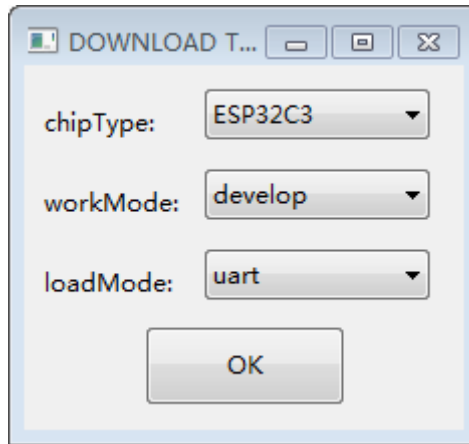 DOWNLOAD T...
chipType: ESP32C3
workMode: develop
loadMode: uart
OK